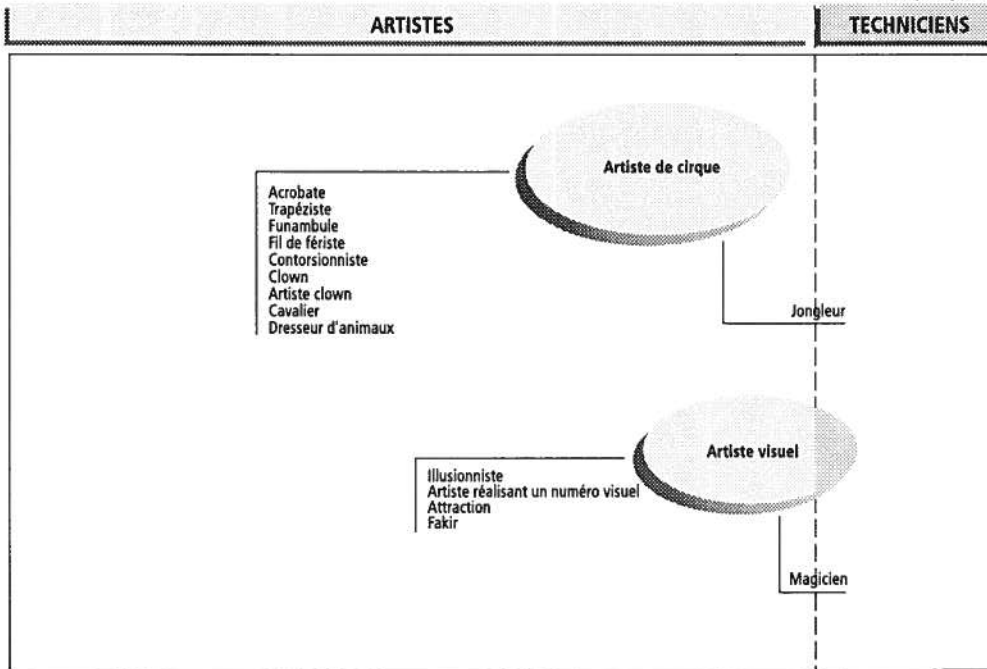 ARTISTES
TECHNICIENS
Artiste de cirque
Acrobate
Trapéziste
Funambule
Fil de fériste
Contorsionniste
Clown
Artiste clown
Cavalier
Dresseur d'animaux
Jongleur
Artiste visuel
Illusionniste
Artiste réalisant un numéro visuel
Attraction
Fakir
Magicien